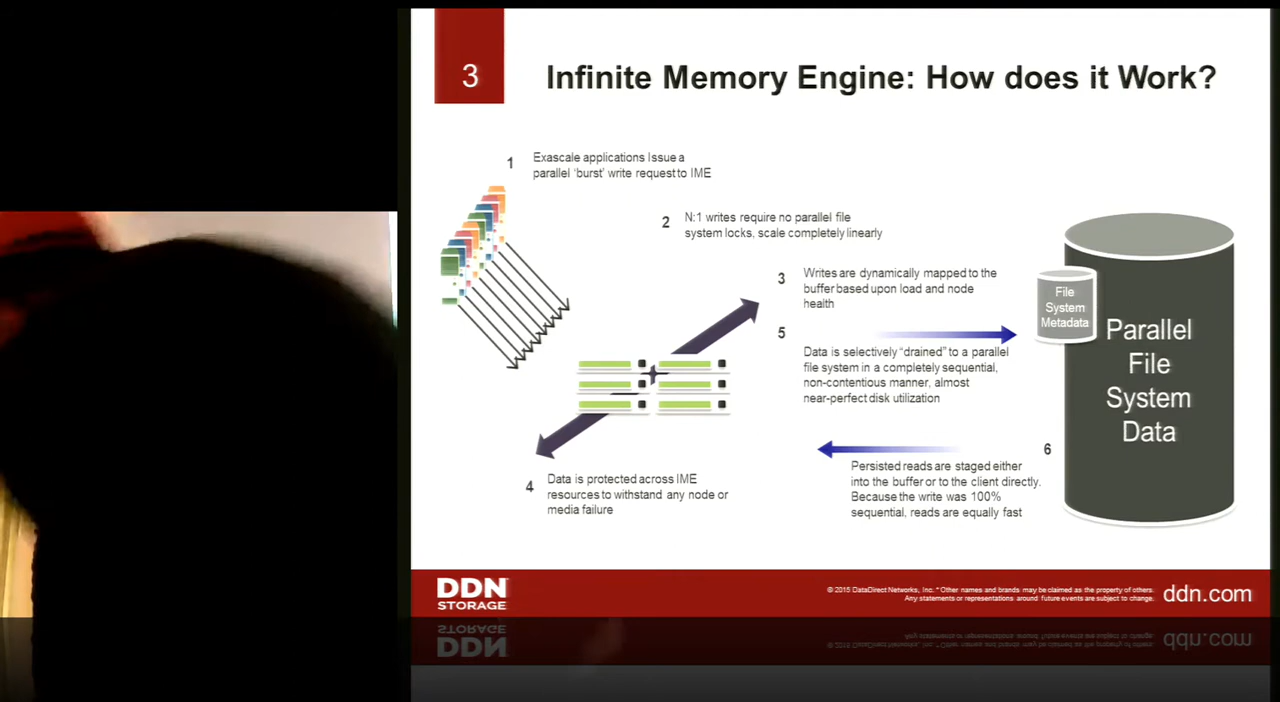 3
Infinite Memory Engine: How does it Work?
1
Exascale applications Issue a
parallel ‘burst’ write request to IME
2
N:1 writes require no parallel file
system locks, scale completely linearly
3
Writes are dynamically mapped to the
buffer based upon load and node
health
5
Data is selectively “drained” to a parallel
file system in a completely sequential,
non-contentious manner, almost
near-perfect disk utilization
File
System
Metadata
Parallel
File
System
Data
6
Persisted reads are staged either
into the buffer or to the client directly.
Because the write was 100%
sequential, reads are equally fast
4
Data is protected across IME
resources to withstand any node or
media failure
DDN
STORAGE
© 2015 DataDirect Networks, Inc. * Other names and brands may be claimed as the property of others.
Any statements or representations around future events are subject to change.
ddn.com